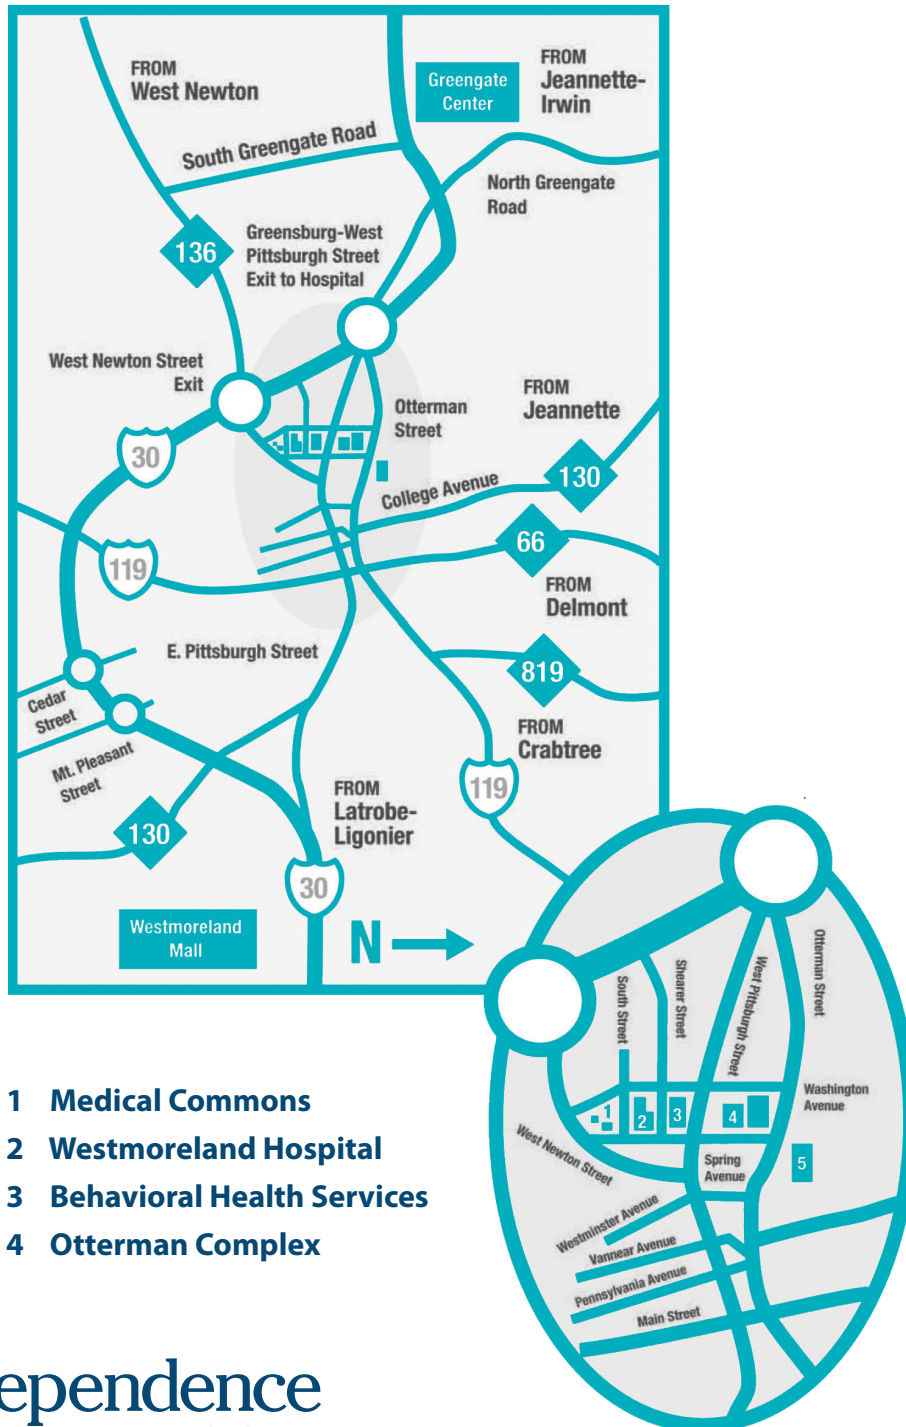 FROM
West Newton
FROM
Jeannette-
Irwin
Greengate
Center
South Greengate Road
North Greengate
Road
136
Greensburg-West
Pittsburgh Street
Exit to Hospital
West Newton Street
Exit
Otterman
Street
FROM
Jeannette
30
130
College Avenue
66
119
FROM
Delmont
E. Pittsburgh Street
819
Cedar
Street
Mt. Pleasant
Street
FROM
Crabtree
119
FROM
Latrobe-
Ligonier
130
30
Westmoreland
Mall
N
South Street
Shearer Street
West Pittsburgh Street
Otterman Street
Washington
Avenue
1
2
3
4
5
West Newton Street
Spring
Avenue
Westminster Avenue
Vannear Avenue
Pennsylvania Avenue
Main Street
1 Medical Commons
2 Westmoreland Hospital
3 Behavioral Health Services
4 Otterman Complex
ependence